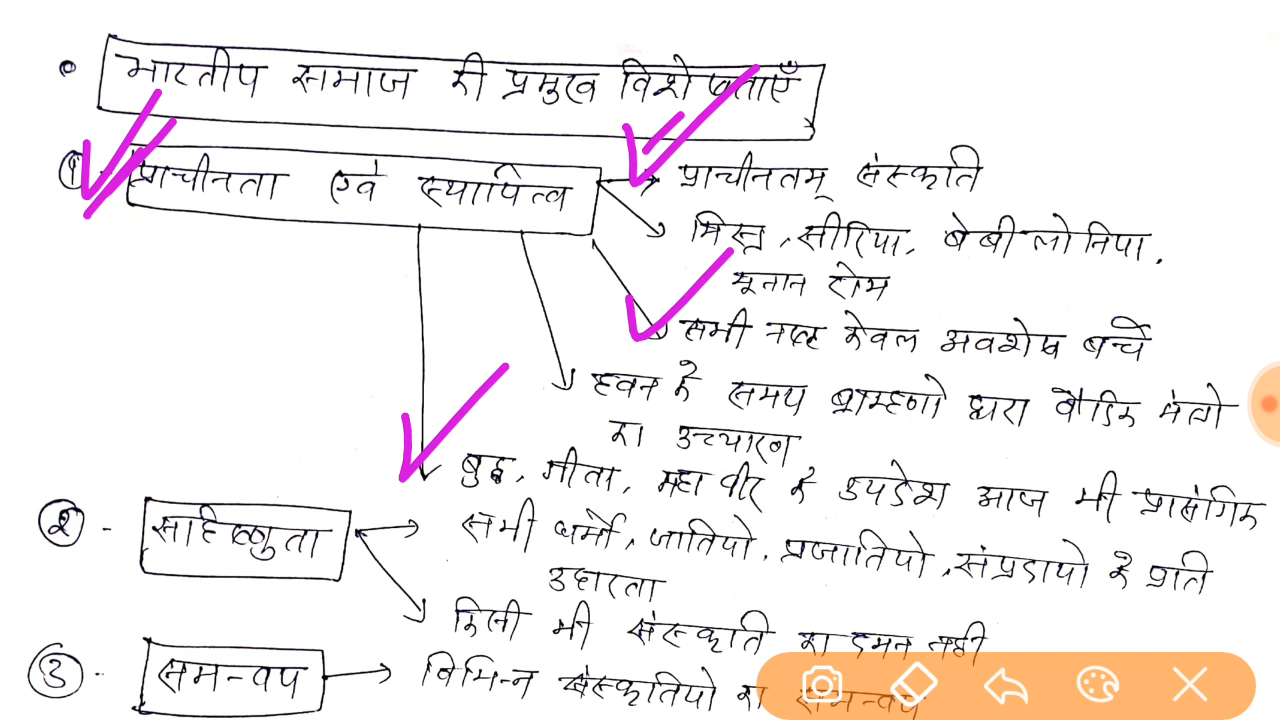 भारतीय समाज की प्रमुख विशेषताएँ
① - प्राचीनता एवं स्थायित्व → प्राचीनतम् संस्कृति
मिस्त्र, सीरिया, बेबीलोनिया,
यूनान रोम
सभी नष्ट केवल अवशेष बच्चे
हवन के समय ब्राम्हणो द्वारा वैदिक मंत्रो
का उच्चारण
बुद्ध, गीता, महावीर के उपदेश आज भी प्रासंगिक
② - सहिष्णुता → सभी धर्मो, जातियो, प्रजातियो, संप्रदायो के प्रति
उदारता
किसी भी संस्कृति का दमन नही
③ - समन्वय → विभिन्न संस्कृतियो का समन्वय